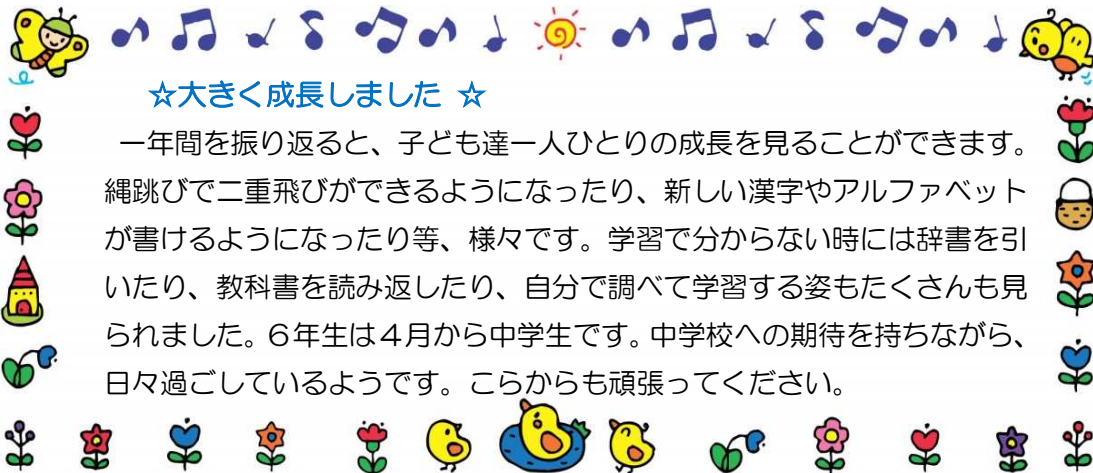 ☆大きく成長しました ☆
一年間を振り返ると、子ども達一人ひとりの成長を見ることができます。
縄跳びで二重飛びができるようになったり、新しい漢字やアルファベット
が書けるようになったり等、様々です。学習で分からない時には辞書を引
いたり、教科書を読み返したり、自分で調べて学習する姿もたくさんも見
られました。６年生は４月から中学生です。中学校への期待を持ちながら、
日々過ごしているようです。こらからも頑張ってください。